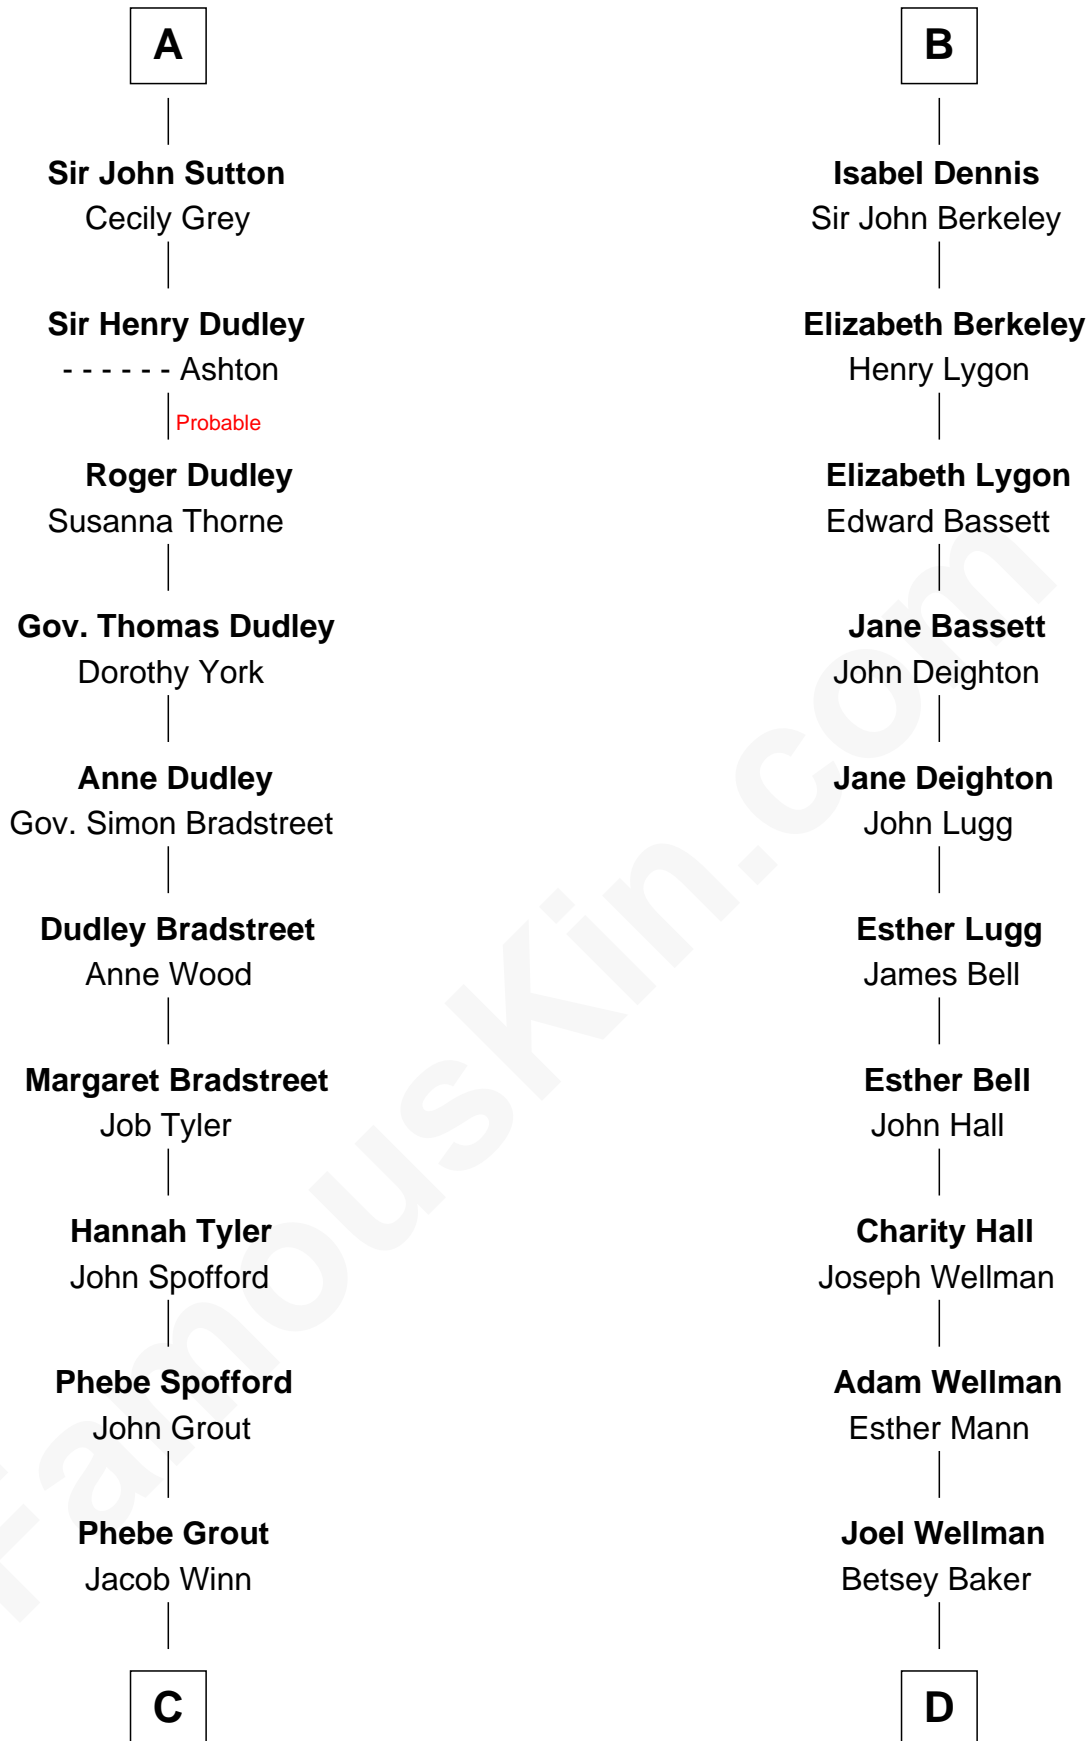 A
Sir John Sutton
Cecily Grey
Sir Henry Dudley
- - - - - - Ashton
Probable
Roger Dudley
Susanna Thorne
Gov. Thomas Dudley
Dorothy York
Anne Dudley
Gov. Simon Bradstreet
Dudley Bradstreet
Anne Wood
Margaret Bradstreet
Job Tyler
Hannah Tyler
John Spofford
Phebe Spofford
John Grout
Phebe Grout
Jacob Winn
C
B
Isabel Dennis
Sir John Berkeley
Elizabeth Berkeley
Henry Lygon
Elizabeth Lygon
Edward Bassett
Jane Bassett
John Deighton
Jane Deighton
John Lugg
Esther Lugg
James Bell
Esther Bell
John Hall
Charity Hall
Joseph Wellman
Adam Wellman
Esther Mann
Joel Wellman
Betsey Baker
D
FamousKin.com